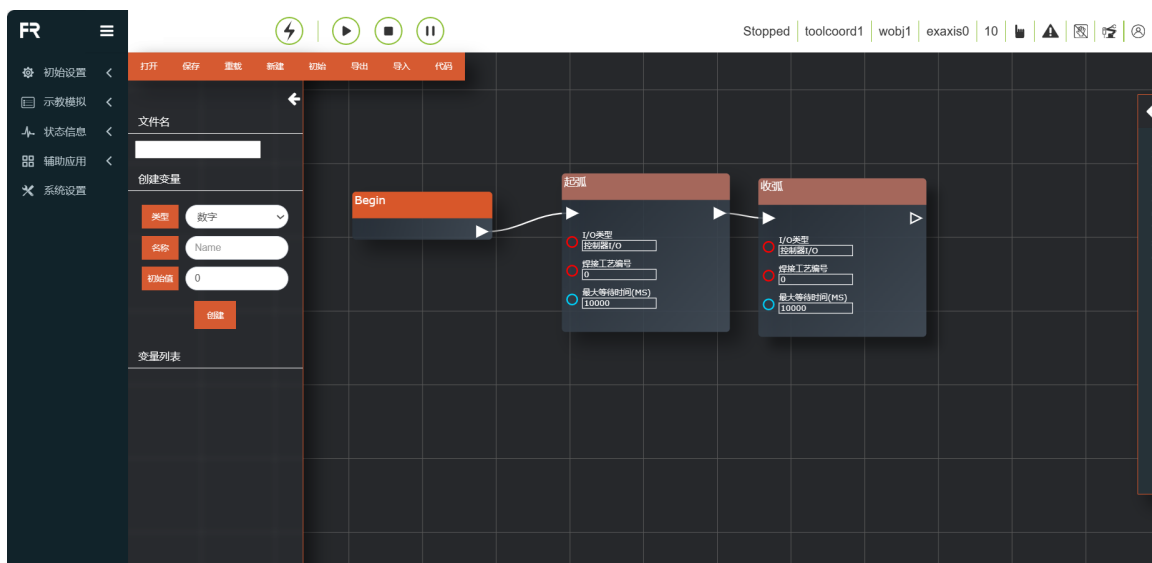 FR
Stopped toolcoord1 wobj1 exaxis0 10
打开 保存 重载 新建 初始 导出 导入 代码
初始设置
示教模拟
状态信息
辅助应用
系统设置
文件名
创建变量
类型 数字
名称 Name
初始值 0
创建
变量列表
Begin
起弧
I/O类型
控制器I/O
焊接工艺编号
0
最大等待时间(MS)
10000
收弧
I/O类型
控制器I/O
焊接工艺编号
0
最大等待时间(MS)
10000